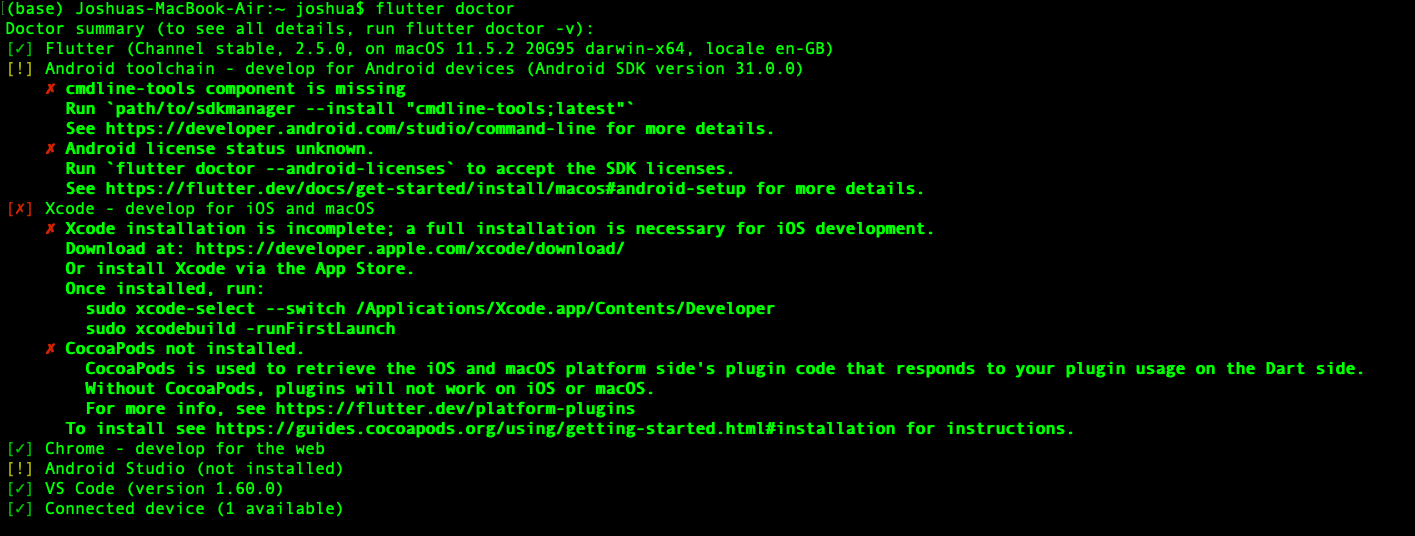 (base) Joshuas-MacBook-Air:~ joshua$ flutter doctor
Doctor summary (to see all details, run flutter doctor -v):
[✓] Flutter (Channel stable, 2.5.0, on macOS 11.5.2 20G95 darwin-x64, locale en-GB)
[!] Android toolchain - develop for Android devices (Android SDK version 31.0.0)
    ✗ cmdline-tools component is missing
      Run `path/to/sdkmanager --install "cmdline-tools;latest"`
      See https://developer.android.com/studio/command-line for more details.
    ✗ Android license status unknown.
      Run `flutter doctor --android-licenses` to accept the SDK licenses.
      See https://flutter.dev/docs/get-started/install/macos#android-setup for more details.
[✗] Xcode - develop for iOS and macOS
    ✗ Xcode installation is incomplete; a full installation is necessary for iOS development.
      Download at: https://developer.apple.com/xcode/download/
      Or install Xcode via the App Store.
      Once installed, run:
        sudo xcode-select --switch /Applications/Xcode.app/Contents/Developer
        sudo xcodebuild -runFirstLaunch
    ✗ CocoaPods not installed.
        CocoaPods is used to retrieve the iOS and macOS platform side's plugin code that responds to your plugin usage on the Dart side.
        Without CocoaPods, plugins will not work on iOS or macOS.
        For more info, see https://flutter.dev/platform-plugins
      To install see https://guides.cocoapods.org/using/getting-started.html#installation for instructions.
[✓] Chrome - develop for the web
[!] Android Studio (not installed)
[✓] VS Code (version 1.60.0)
[✓] Connected device (1 available)